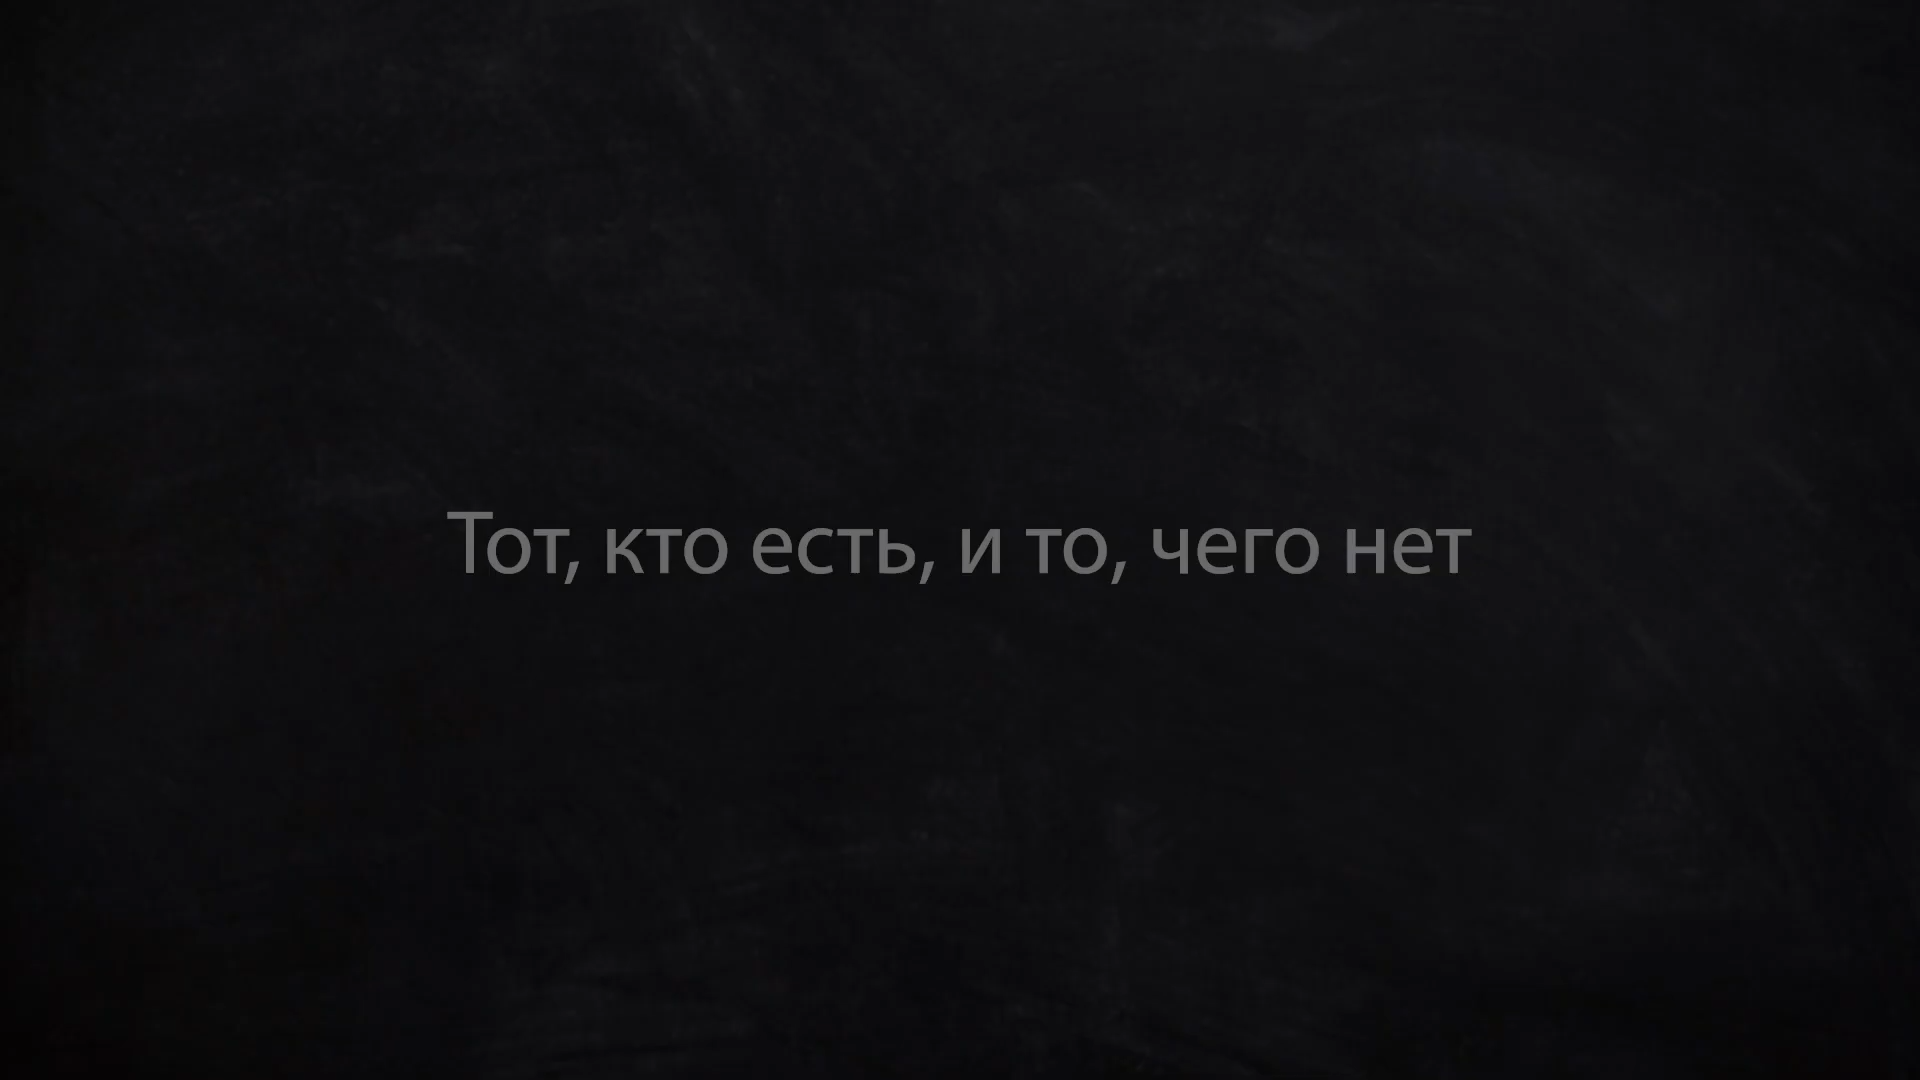 Тот, кто есть, и то, чего нет